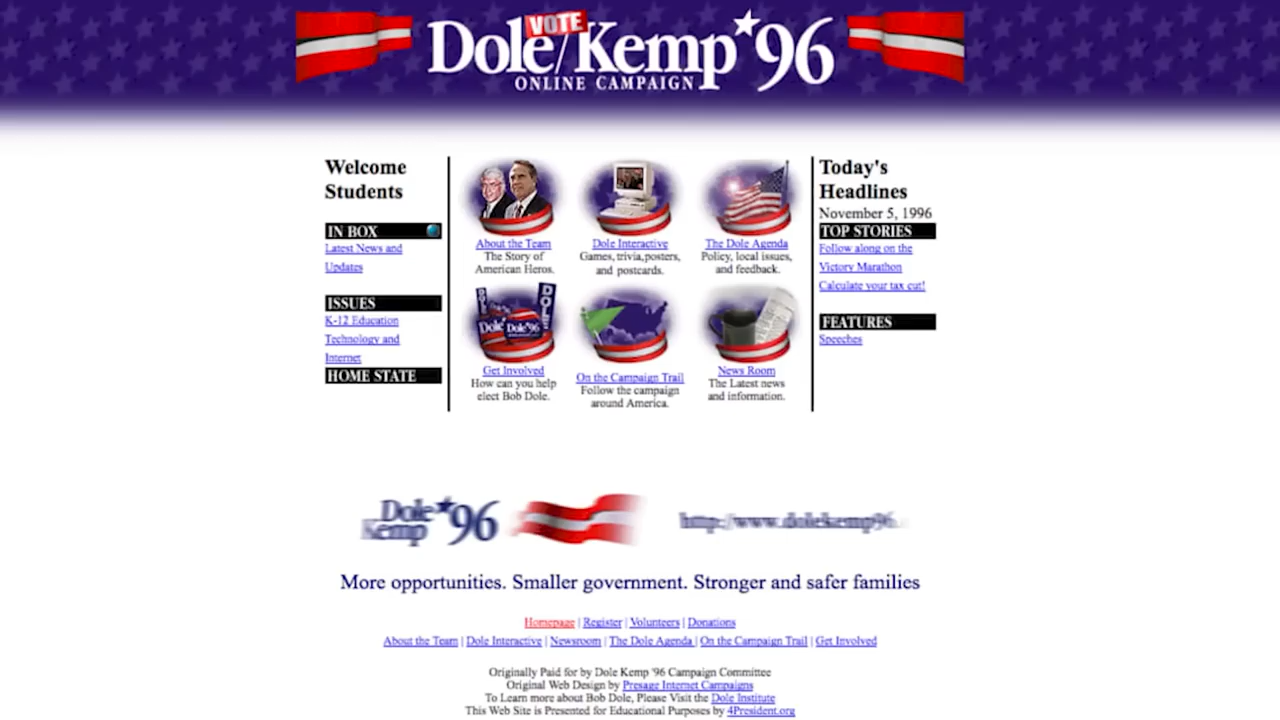 VOTE
Dole/Kemp '96
ONLINE CAMPAIGN
Welcome
Students
IN BOX
Latest News and
Updates
ISSUES
K-12 Education
Technology and
Internet
HOME STATE
About the Team
The Story of
American Heros.
Dole Interactive
Games, trivia,posters,
and postcards.
The Dole Agenda
Policy, local issues,
and feedback.
DOLE
DOLE
Dole
Dole '96
Get Involved
How can you help
elect Bob Dole.
On the Campaign Trail
Follow the campaign
around America.
News Room
The Latest news
and information.
Today's
Headlines
November 5, 1996
TOP STORIES
Follow along on the
Victory Marathon
Calculate your tax cut!
FEATURES
Speeches
Dole Kemp '96
http://www.dolekemp96.
More opportunities. Smaller government. Stronger and safer families
Homepage | Register | Volunteers | Donations
About the Team | Dole Interactive | Newsroom | The Dole Agenda | On the Campaign Trail | Get Involved
Originally Paid for by Dole Kemp '96 Campaign Committee
Original Web Design by Presage Internet Campaigns
To Learn more about Bob Dole, Please Visit the Dole Institute
This Web Site is Presented for Educational Purposes by 4President.org